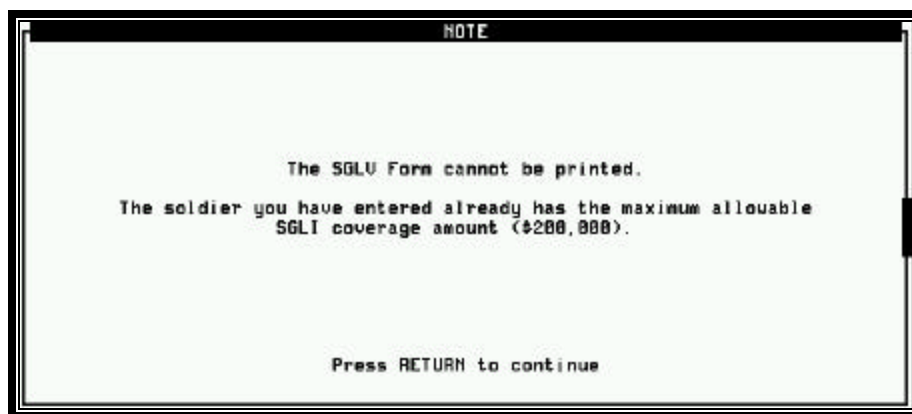 NOTE
The SGLV Form cannot be printed.
The soldier you have entered already has the maximum allowable
SGLI coverage amount ($200,000).
Press RETURN to continue